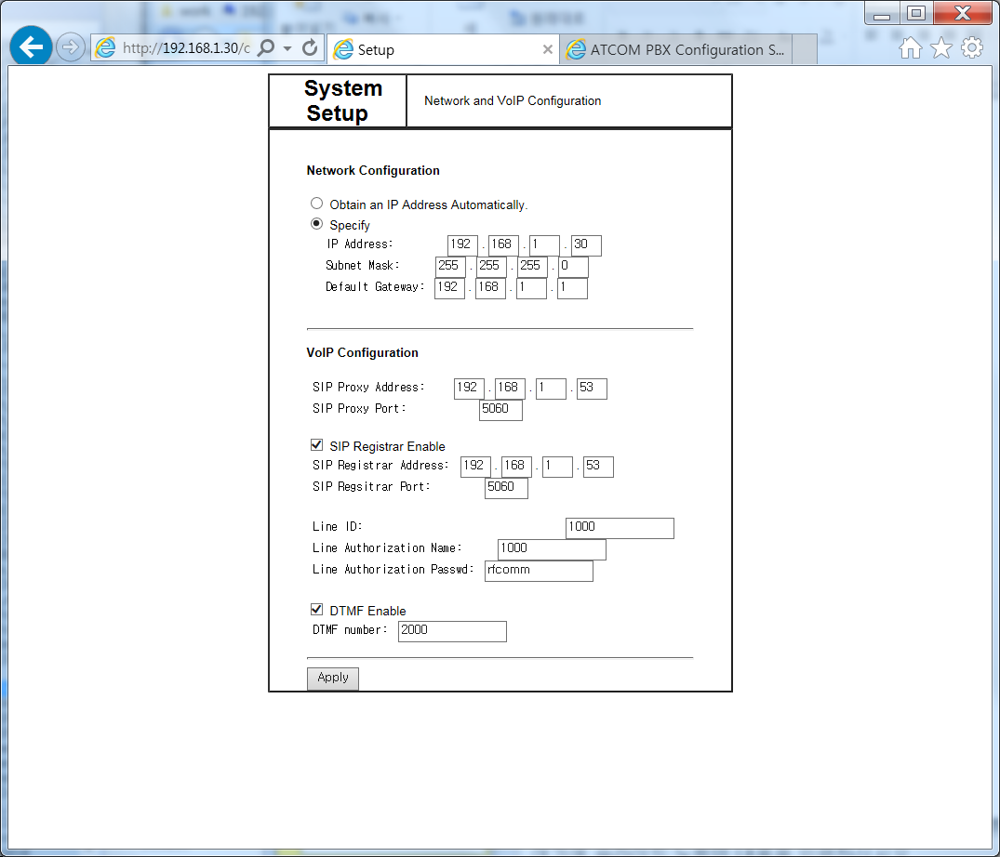 http://192.168.1.30/c
Setup
ATCOM PBX Configuration S...
System Setup
Network and VoIP Configuration
Network Configuration
Obtain an IP Address Automatically.
Specify
IP Address: 192 . 168 . 1 . 30
Subnet Mask: 255 . 255 . 255 . 0
Default Gateway: 192 . 168 . 1 . 1
VoIP Configuration
SIP Proxy Address: 192 . 168 . 1 . 53
SIP Proxy Port: 5060
SIP Registrar Enable
SIP Registrar Address: 192 . 168 . 1 . 53
SIP Regsitrar Port: 5060
Line ID: 1000
Line Authorization Name: 1000
Line Authorization Passwd: rfcomm
DTMF Enable
DTMF number: 2000
Apply